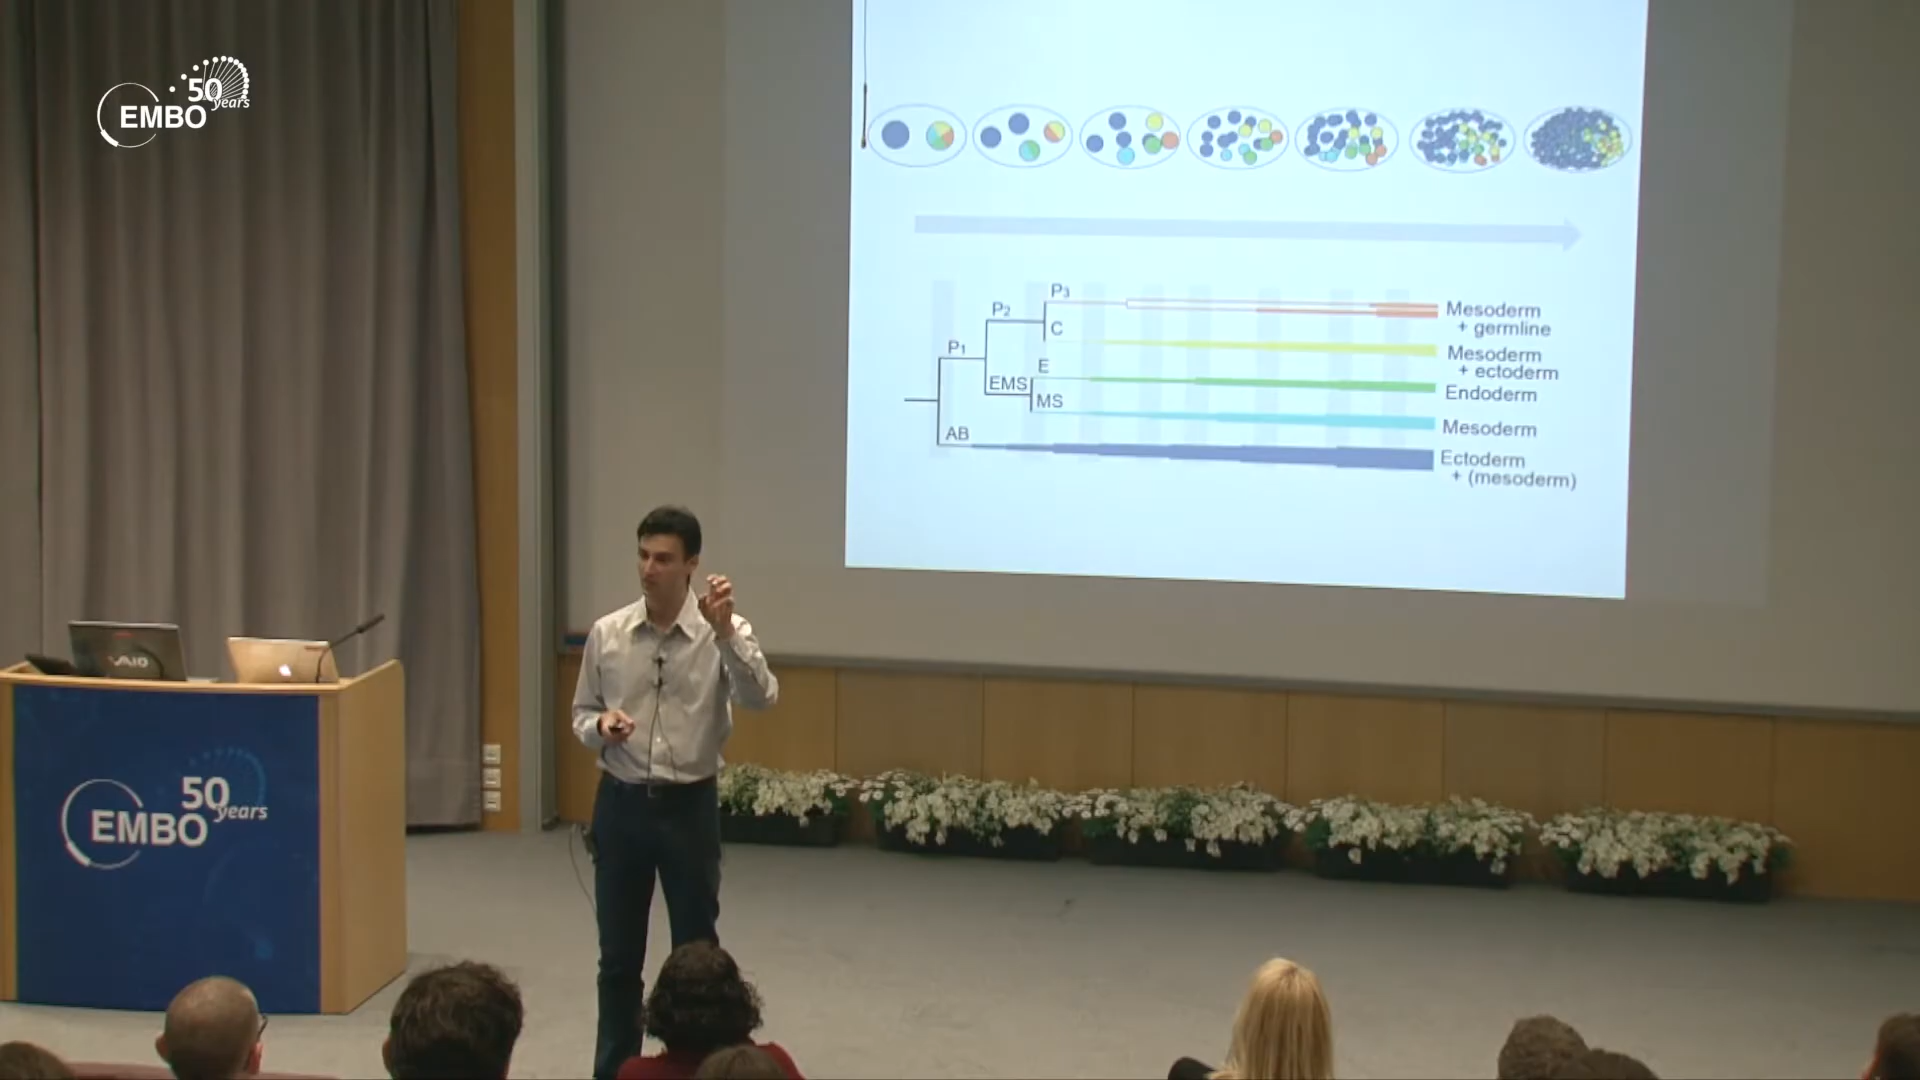 50
years
EMBO
P3
P2
Mesoderm
+ germline
C
P1
Mesoderm
+ ectoderm
E
EMS
Endoderm
MS
Mesoderm
AB
Ectoderm
+ (mesoderm)
VAIO
50
years
EMBO